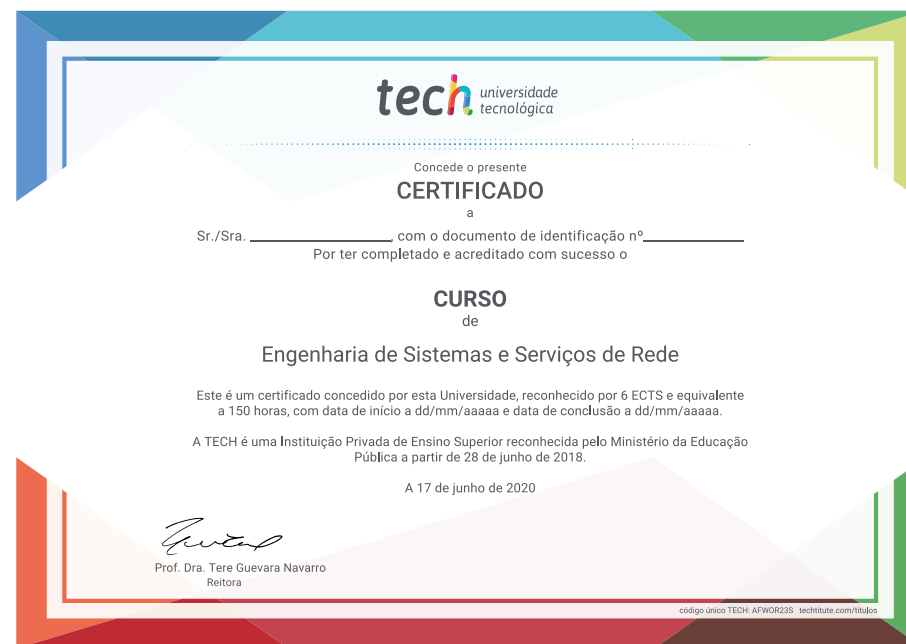 tech universidade
tecnológica
Concede o presente
CERTIFICADO
a
Sr./Sra. ________________, com o documento de identificação nº____________
Por ter completado e acreditado com sucesso o
CURSO
de
Engenharia de Sistemas e Serviços de Rede
Este é um certificado concedido por esta Universidade, reconhecido por 6 ECTS e equivalente
a 150 horas, com data de início a dd/mm/aaaaa e data de conclusão a dd/mm/aaaaa.
A TECH é uma Instituição Privada de Ensino Superior reconhecida pelo Ministério da Educação
Pública a partir de 28 de junho de 2018.
A 17 de junho de 2020
Prof. Dra. Tere Guevara Navarro
Reitora
código único TECH: AFWOR23S techtitute.com/titulos